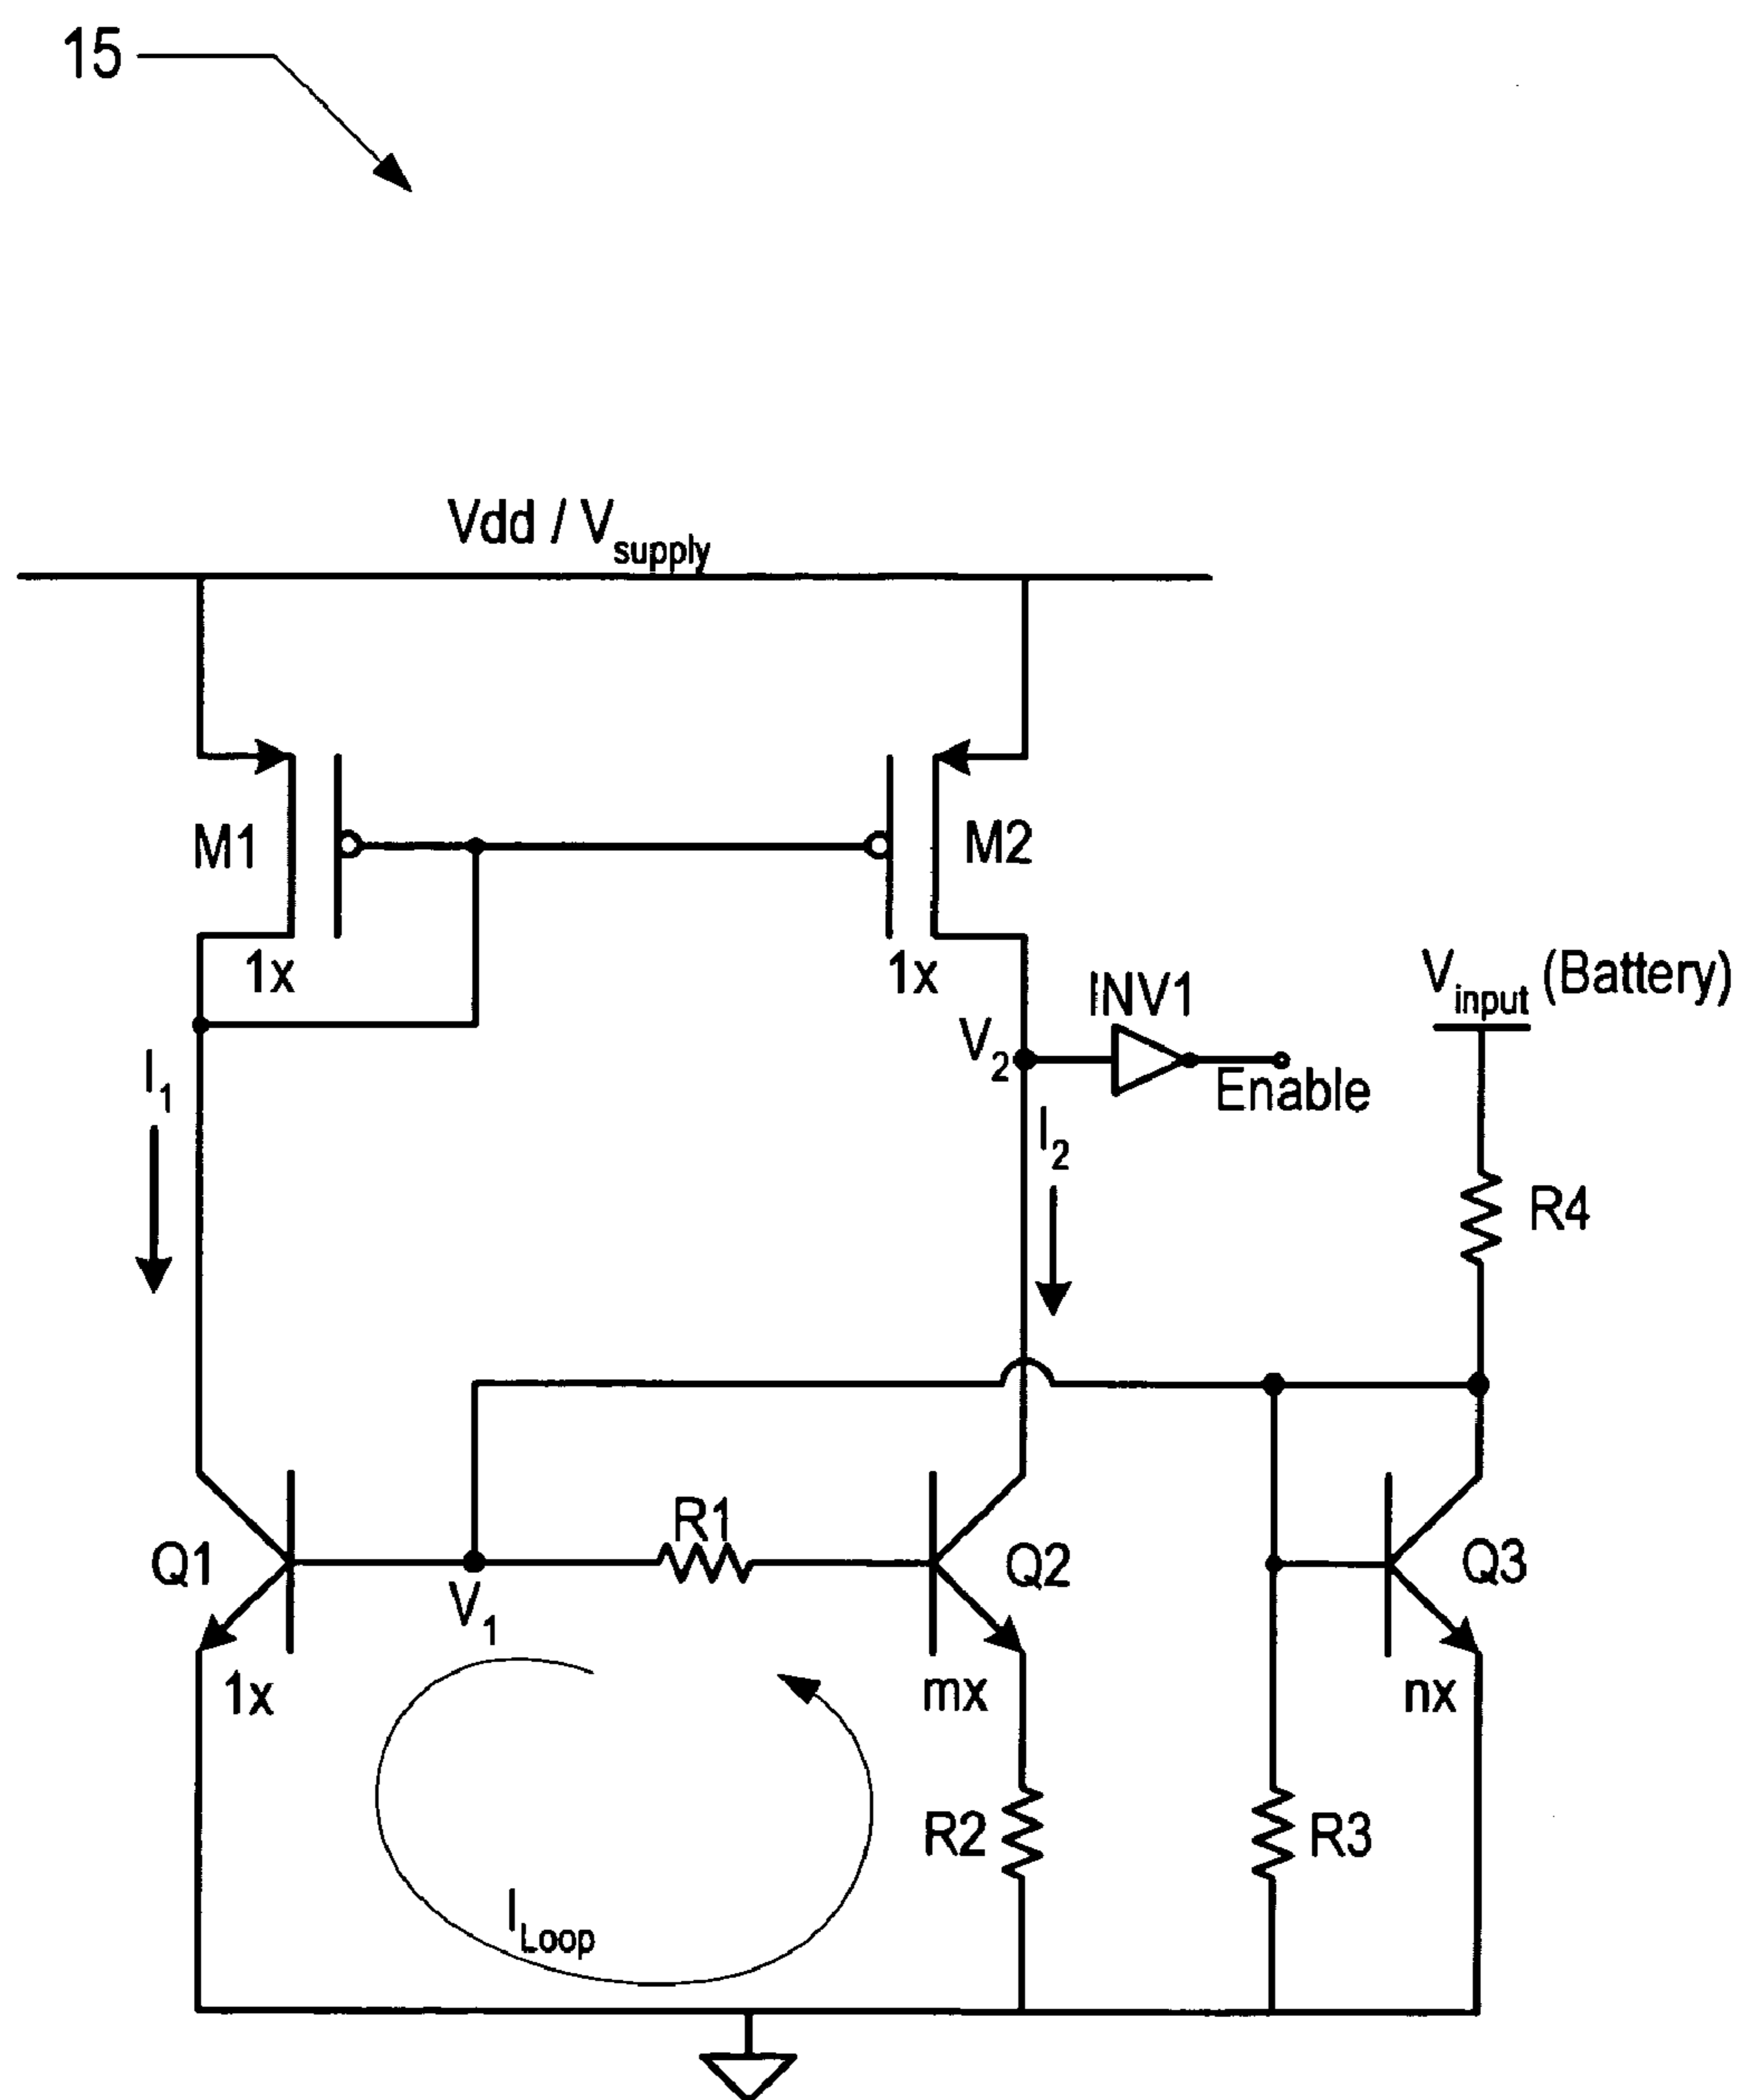 15
Vdd / Vsupply
M1
M2
1x
1x
INV1
Vinput (Battery)
V2
Enable
I1
I2
R4
Q1
R1
Q2
Q3
V1
1x
mx
nx
R2
R3
ILoop